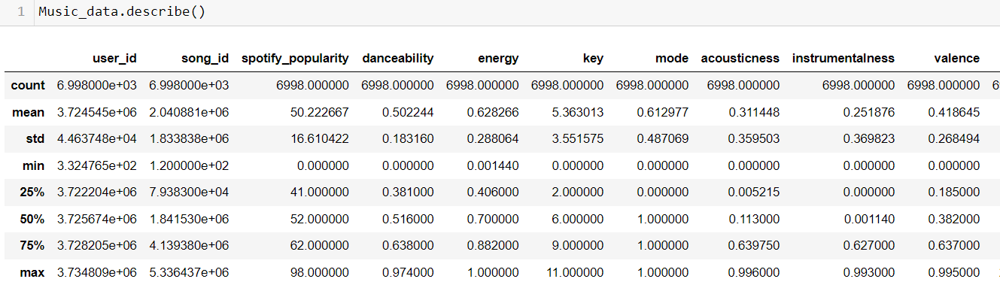 1 Music_data.describe()
user_id song_id spotify_popularity danceability energy key mode acousticness instrumentalness valence
count 6.998000e+03 6.998000e+03 6998.000000 6998.000000 6998.000000 6998.000000 6998.000000 6998.000000 6998.000000 6998.000000 6
mean 3.724545e+06 2.040881e+06 50.222667 0.502244 0.628266 5.363013 0.612977 0.311448 0.251876 0.418645
std 4.463748e+04 1.833838e+06 16.610422 0.183160 0.288064 3.551575 0.487069 0.359503 0.369823 0.268494
min 3.324765e+02 1.200000e+02 0.000000 0.000000 0.001440 0.000000 0.000000 0.000000 0.000000 0.000000
25% 3.722204e+06 7.938300e+04 41.000000 0.381000 0.406000 2.000000 0.000000 0.005215 0.000000 0.185000
50% 3.725674e+06 1.841530e+06 52.000000 0.516000 0.700000 6.000000 1.000000 0.113000 0.001140 0.382000
75% 3.728205e+06 4.139380e+06 62.000000 0.638000 0.882000 9.000000 1.000000 0.639750 0.627000 0.637000
max 3.734809e+06 5.336437e+06 98.000000 0.974000 1.000000 11.000000 1.000000 0.996000 0.993000 0.995000